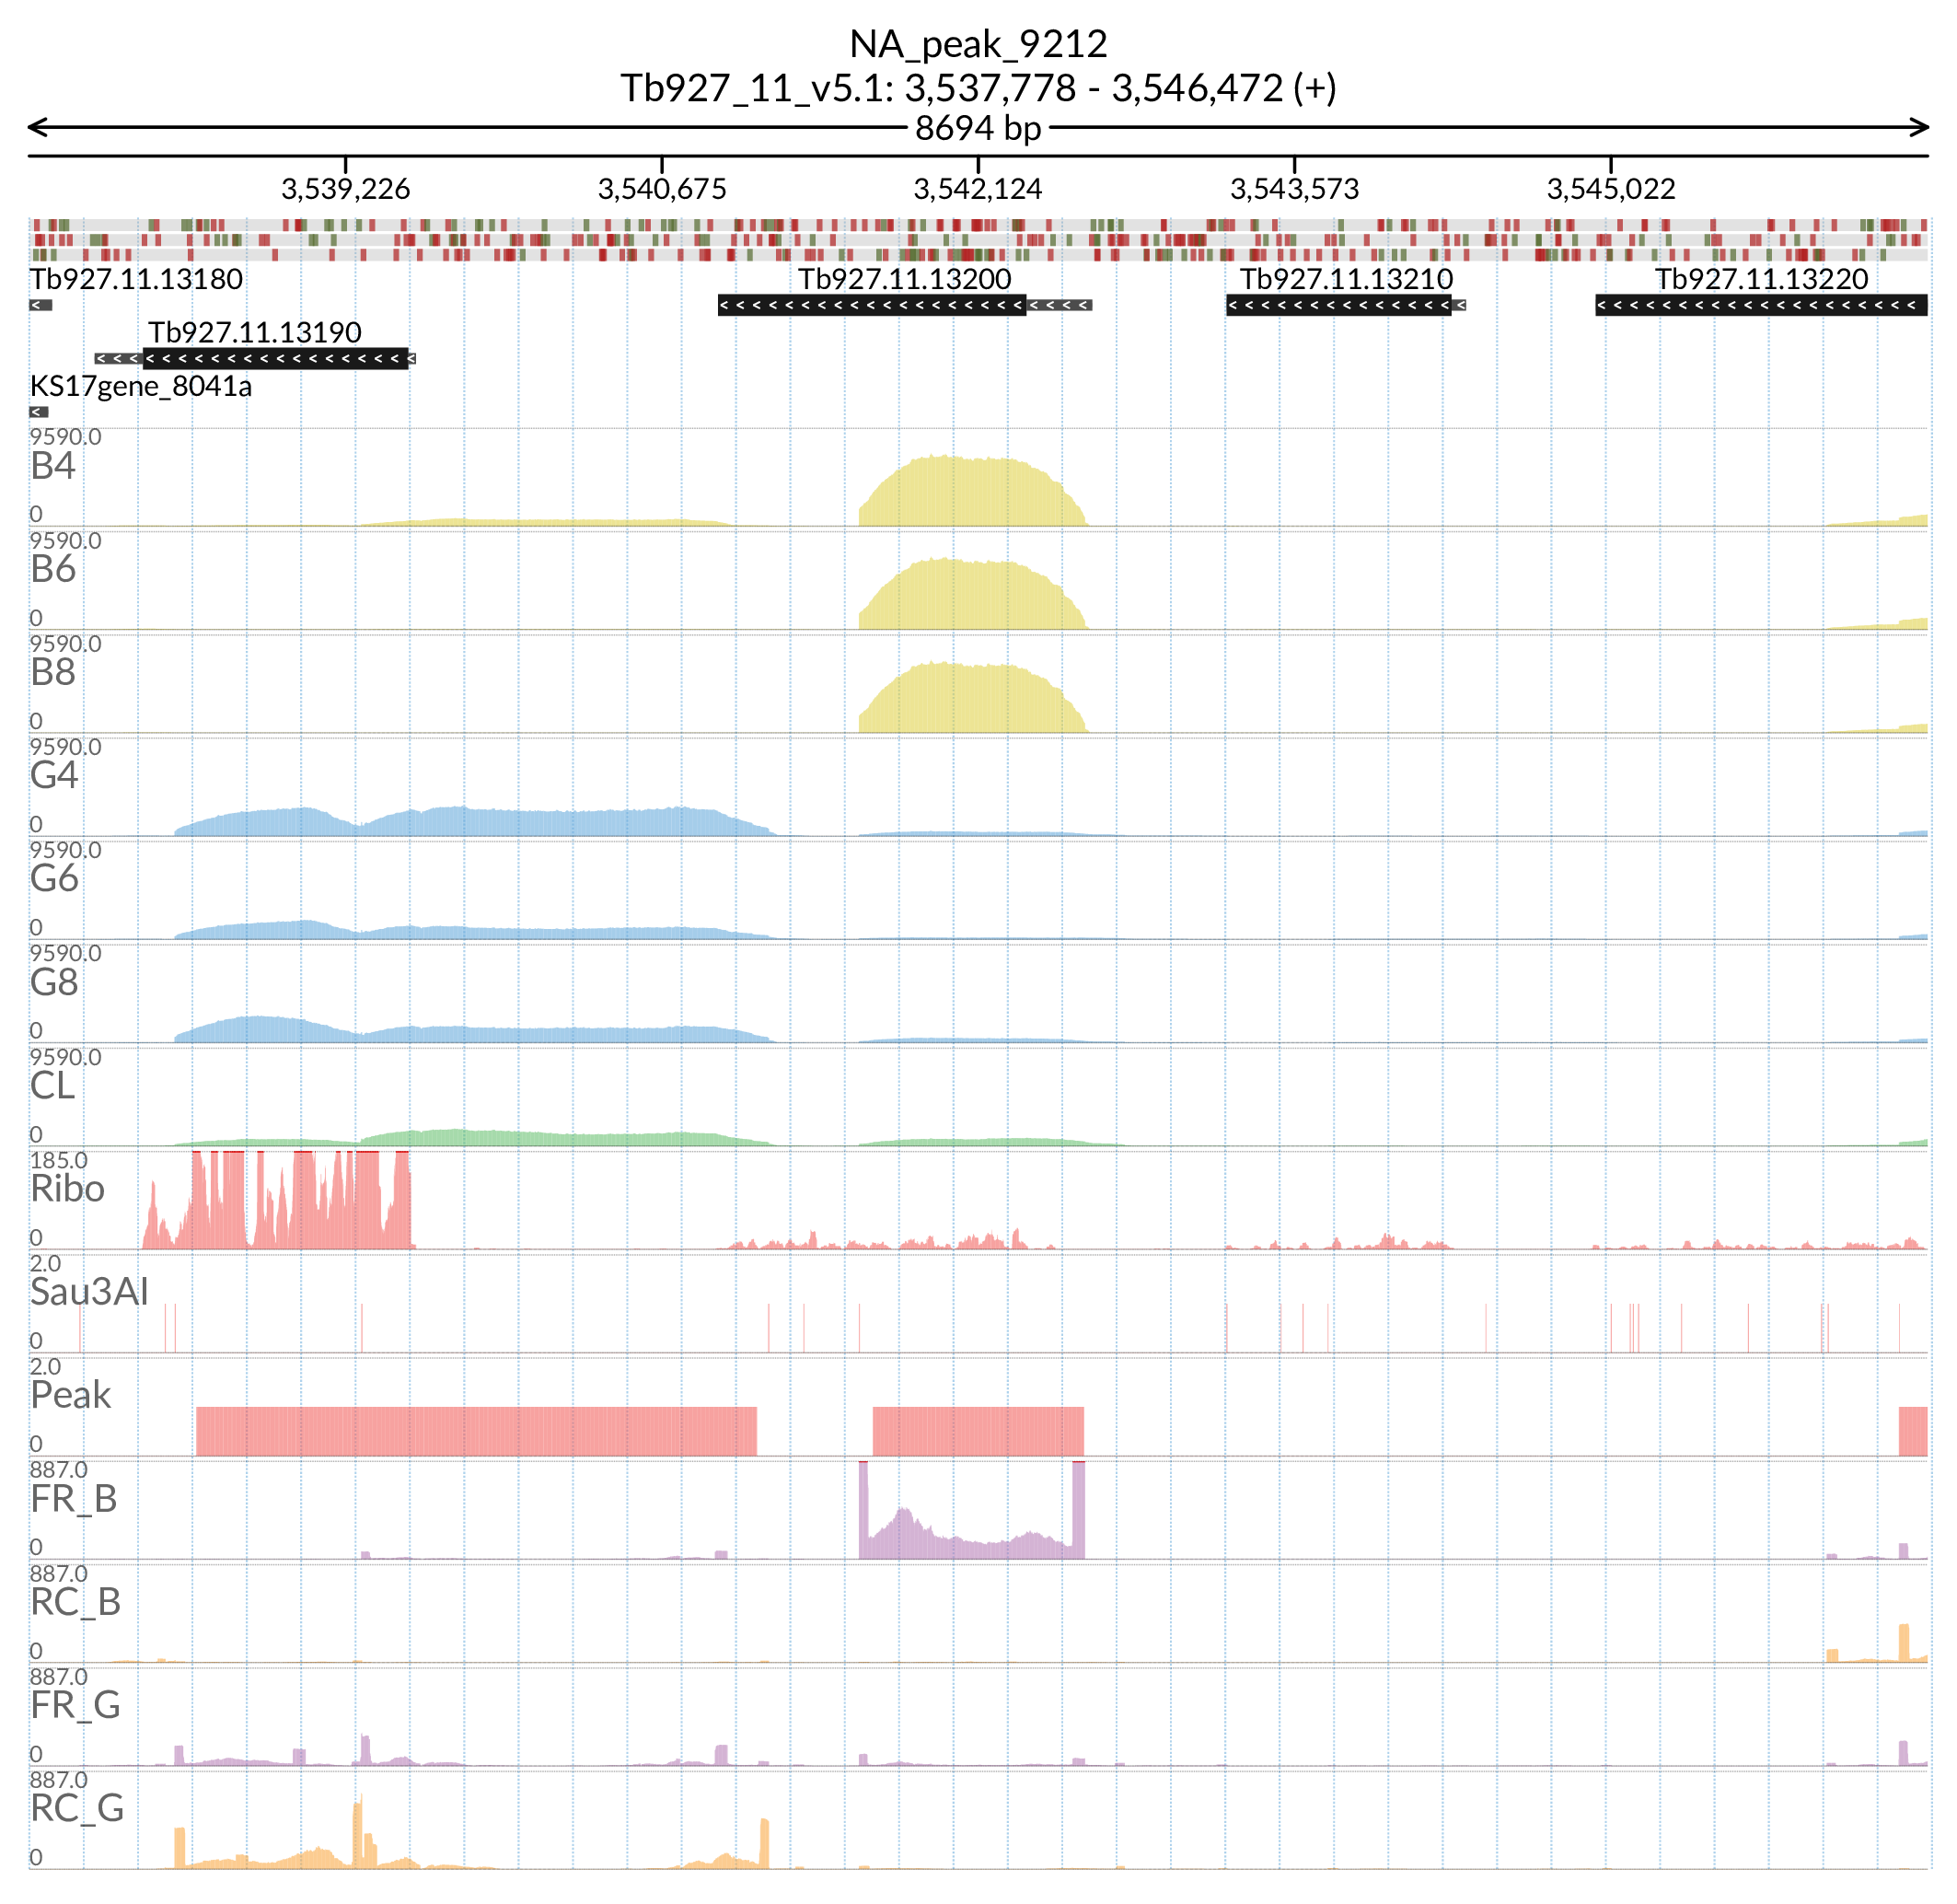 NA_peak_9212
Tb927_11_v5.1: 3,537,778 - 3,546,472 (+)
8694 bp
3,539,226 3,540,675 3,542,124 3,543,573 3,545,022
Tb927.11.13180 Tb927.11.13200 Tb927.11.13210 Tb927.11.13220
Tb927.11.13190
KS17gene_8041a
9590.0
B4
0
9590.0
B6
0
9590.0
B8
0
9590.0
G4
0
9590.0
G6
0
9590.0
G8
0
9590.0
CL
0
185.0
Ribo
0
2.0
Sau3AI
0
2.0
Peak
0
887.0
FR_B
0
887.0
RC_B
0
887.0
FR_G
0
887.0
RC_G
0